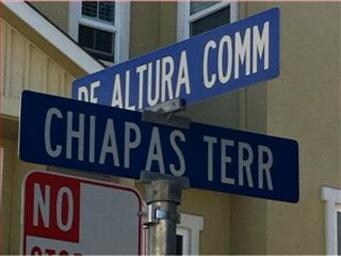 DE ALTURA COMM
CHIAPAS TERR
NO